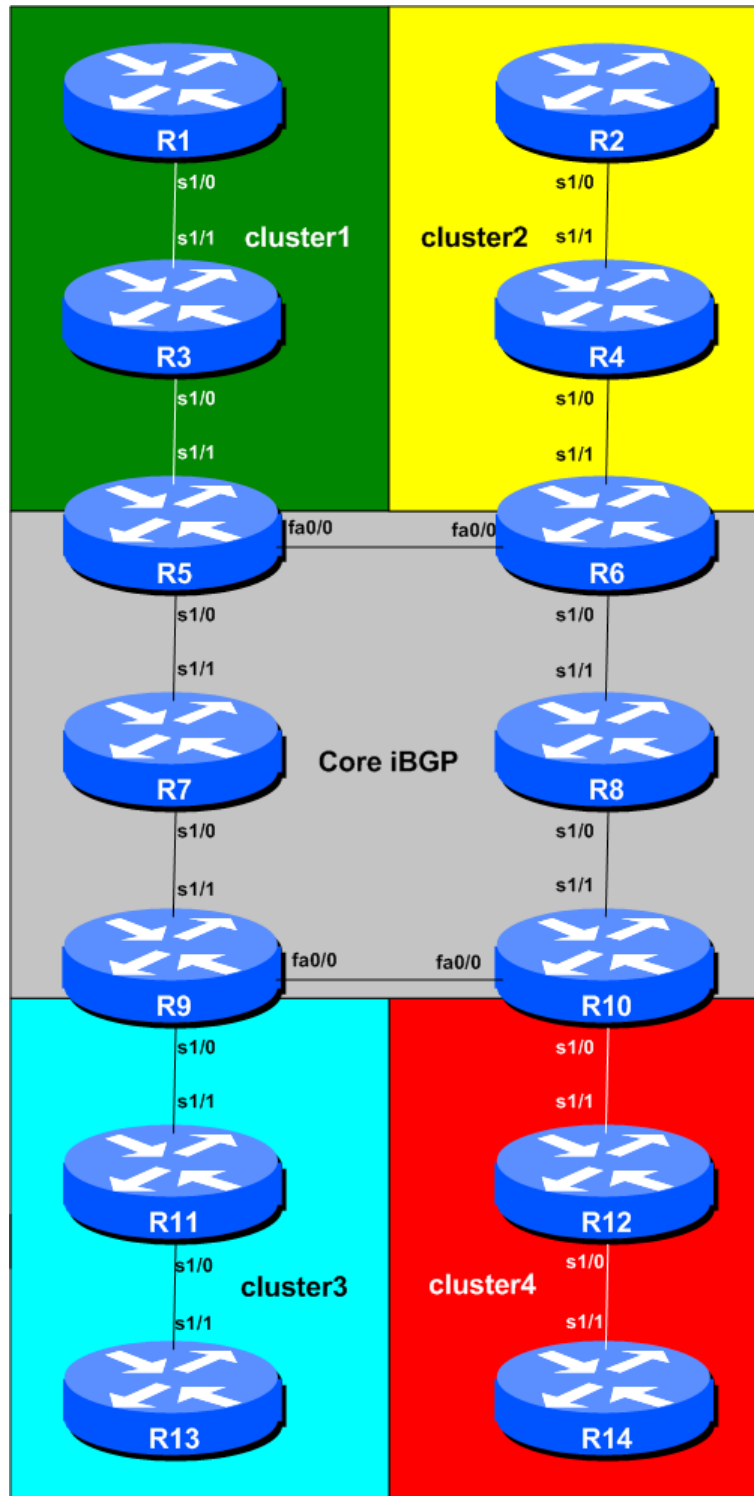 R1 R2
s1/0 s1/0
s1/1 cluster1 cluster2 s1/1
R3 R4
s1/0 s1/0
s1/1 s1/1
fa0/0 fa0/0
R5 R6
s1/0 s1/0
s1/1 s1/1
Core iBGP
R7 R8
s1/0 s1/0
s1/1 s1/1
fa0/0 fa0/0
R9 R10
s1/0 s1/0
s1/1 s1/1
R11 R12
s1/0 s1/0
cluster3 cluster4
s1/1 s1/1
R13 R14